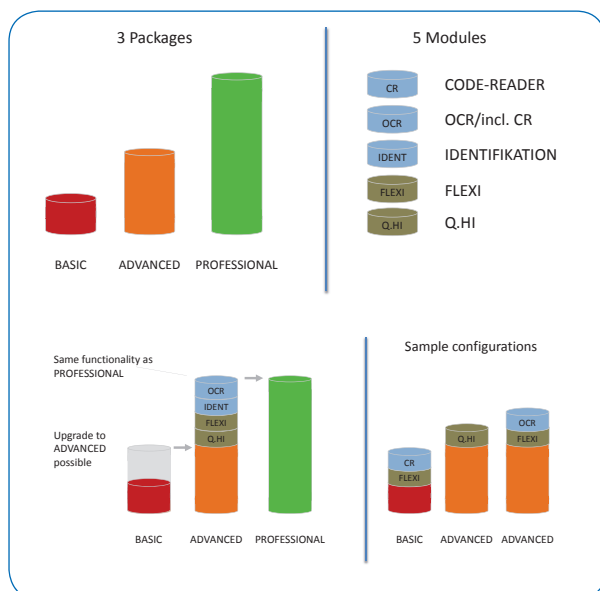 3 Packages
5 Modules
CR
CODE-READER
OCR
OCR/incl. CR
IDENT
IDENTIFIKATION
FLEXI
FLEXI
Q.HI
Q.HI
BASIC
ADVANCED
PROFESSIONAL
Same functionality as
PROFESSIONAL
OCR
IDENT
FLEXI
Q.HI
Upgrade to
ADVANCED
possible
BASIC
ADVANCED
PROFESSIONAL
Sample configurations
CR
FLEXI
Q.HI
OCR
FLEXI
BASIC
ADVANCED
ADVANCED